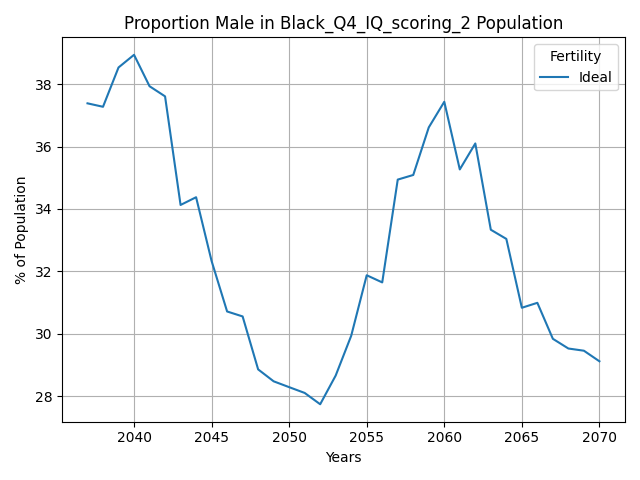 Proportion Male in Black_Q4_IQ_scoring_2 Population
Fertility
Ideal
% of Population
38
36
34
32
30
28
2040 2045 2050 2055 2060 2065 2070
Years